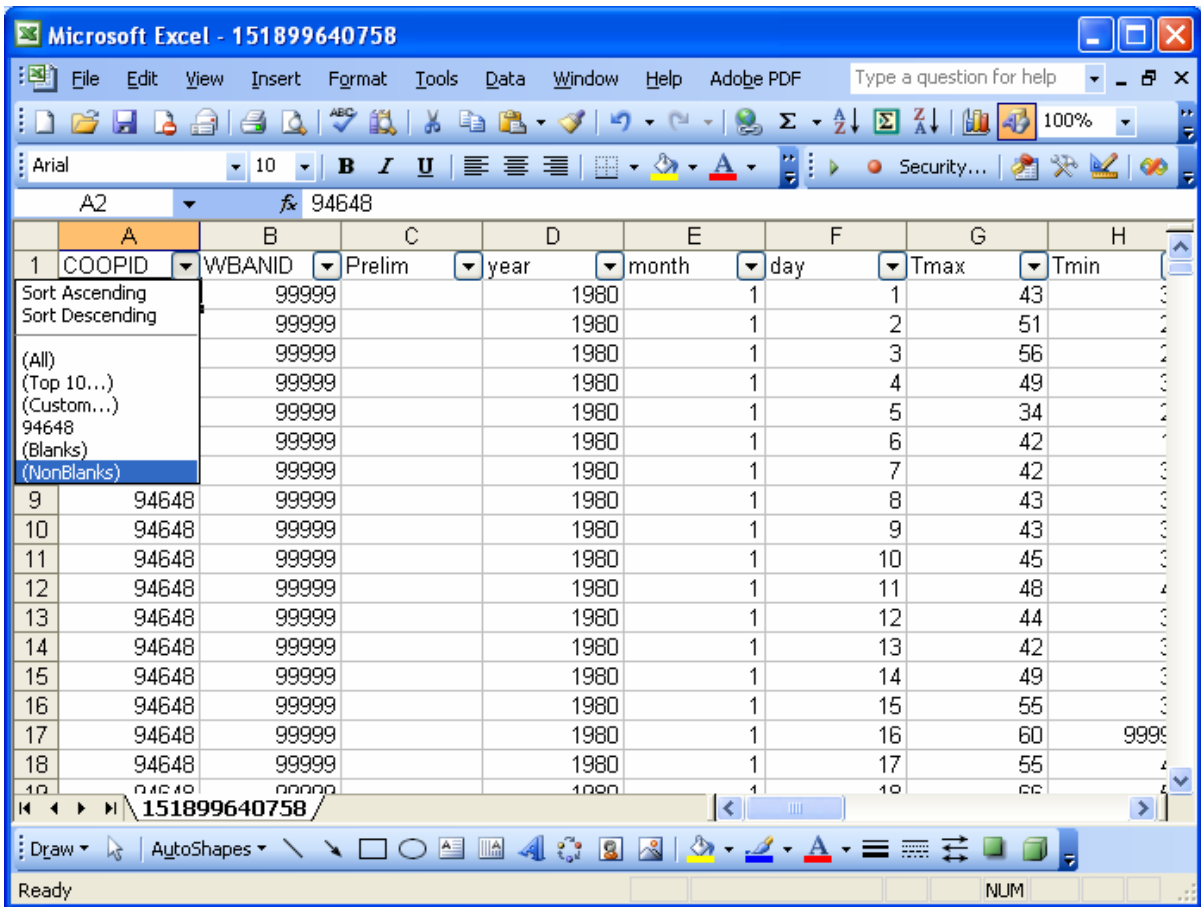 Microsoft Excel - 151899640758
File Edit View Insert Format Tools Data Window Help Adobe PDF Type a question for help
100%
Arial 10 B I U Security...
A2 fx 94648
A B C D E F G H
1 COOPID WBANID Prelim year month day Tmax Tmin
Sort Ascending
Sort Descending
(All)
(Top 10...)
(Custom...)
94648
(Blanks)
(NonBlanks)
99999 1980 1 1 43
99999 1980 1 2 51
99999 1980 1 3 56
99999 1980 1 4 49
99999 1980 1 5 34
99999 1980 1 6 42
99999 1980 1 7 42
9 94648 99999 1980 1 8 43
10 94648 99999 1980 1 9 43
11 94648 99999 1980 1 10 45
12 94648 99999 1980 1 11 48
13 94648 99999 1980 1 12 44
14 94648 99999 1980 1 13 42
15 94648 99999 1980 1 14 49
16 94648 99999 1980 1 15 55
17 94648 99999 1980 1 16 60
18 94648 99999 1980 1 17 55
151899640758
Draw AutoShapes
Ready NUM